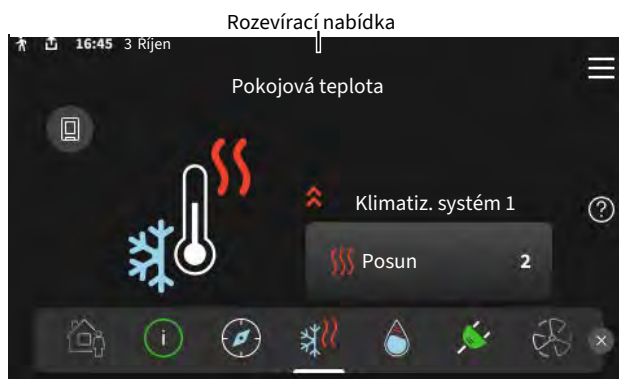 Rozevírací nabídka
16:45 3 Říjen
Pokojová teplota
Klimatiz. systém 1
Posun 2